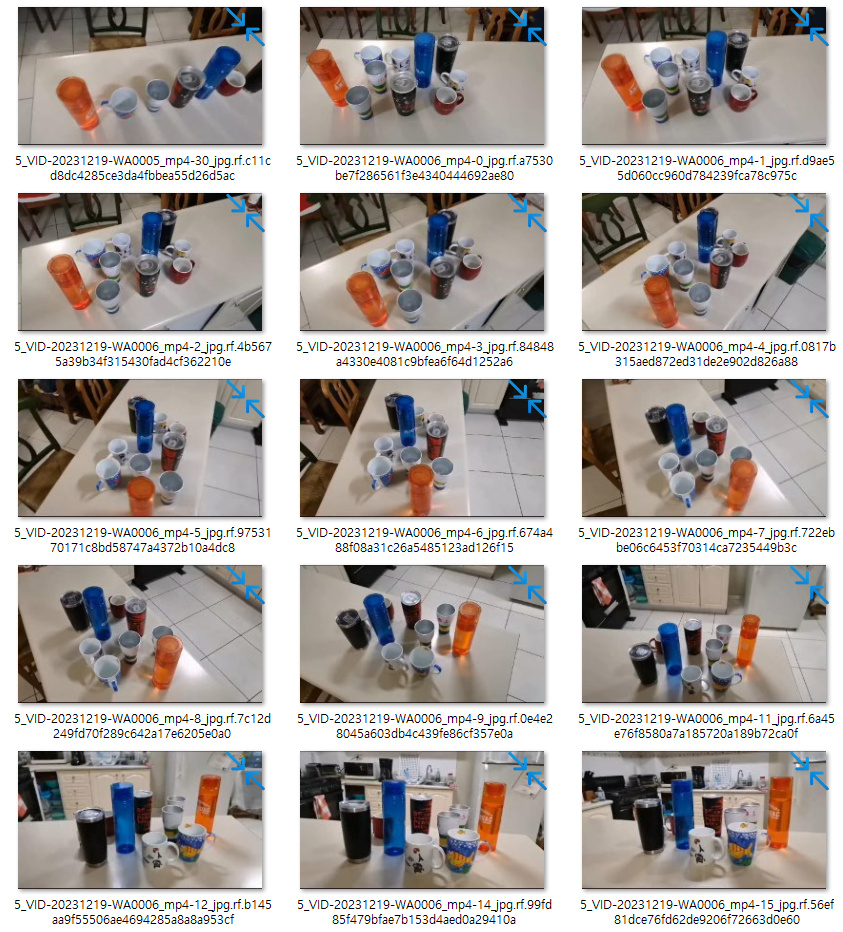 5_VID-20231219-WA0005_mp4-30_jpg.rf.c11c
d8dc4285ce3da4fbbea55d26d5ac
5_VID-20231219-WA0006_mp4-0_jpg.rf.a7530
be7f286561f3e4340444692ae80
5_VID-20231219-WA0006_mp4-1_jpg.rf.d9ae5
5d060cc960d784239fca78c975c
5_VID-20231219-WA0006_mp4-2_jpg.rf.4b567
5a39b34f315430fad4cf362210e
5_VID-20231219-WA0006_mp4-3_jpg.rf.84848
a4330e4081c9bfea6f64d1252a6
5_VID-20231219-WA0006_mp4-4_jpg.rf.0817b
315aed872ed31de2e902d826a88
5_VID-20231219-WA0006_mp4-5_jpg.rf.97531
70171c8bd58747a4372b10a4dc8
5_VID-20231219-WA0006_mp4-6_jpg.rf.674a4
88f08a31c26a5485123ad126f15
5_VID-20231219-WA0006_mp4-7_jpg.rf.722eb
be06c6453f70314ca7235449b3c
5_VID-20231219-WA0006_mp4-8_jpg.rf.7c12d
249fd70f289c642a17e6205e0a0
5_VID-20231219-WA0006_mp4-9_jpg.rf.0e4e2
8045a603db4c439fe86cf357e0a
5_VID-20231219-WA0006_mp4-11_jpg.rf.6a45
e76f8580a7a185720a189b72ca0f
5_VID-20231219-WA0006_mp4-12_jpg.rf.b145
aa9f55506ae4694285a8a8a953cf
5_VID-20231219-WA0006_mp4-14_jpg.rf.99fd
85f479bfae7b153d4aed0a29410a
5_VID-20231219-WA0006_mp4-15_jpg.rf.56ef
81dce76fd62de9206f72663d0e60